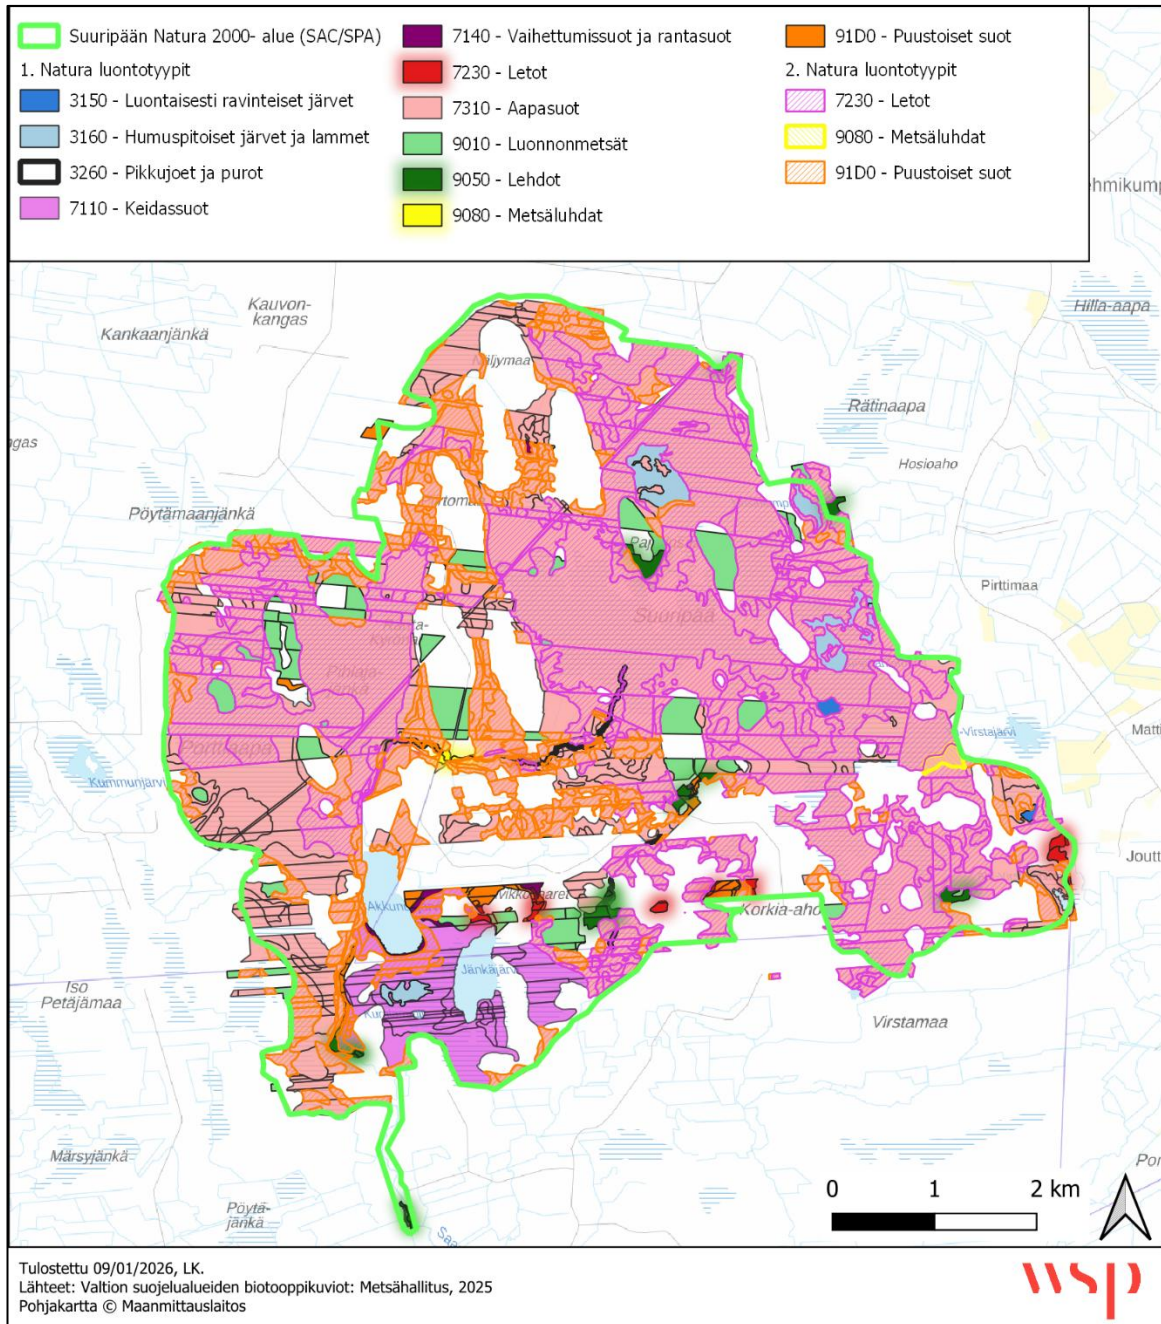 Suuripään Natura 2000- alue (SAC/SPA)
1. Natura luontotyypit
3150 - Luontaisesti ravinteiset järvet
3160 - Humuspitoiset järvet ja lammet
3260 - Pikkujoet ja purot
7110 - Keidassuot
7140 - Vaihettumissuot ja rantasuot
7230 - Letot
7310 - Aapasuot
9010 - Luonnonmetsät
9050 - Lehdot
9080 - Metsäluhdat
91D0 - Puustoiset suot
2. Natura luontotyypit
7230 - Letot
9080 - Metsäluhdat
91D0 - Puustoiset suot
Kauvon-
kangas
Kankaanjänkä
Hilla-aapa
Rätinaapa
Hosioaho
Pöytämaanjänkä
Pirttimaa
Suuripää
Porttiaapa
Kummunjärvi
-Virstajärvi
Korkia-aho
Jänkäjärvi
Iso
Petäjämaa
Virstamaa
Märsyjänkä
Pöytä-
jänkä
0 1 2 km
Tulostettu 09/01/2026, LK.
Lähteet: Valtion suojelualueiden biotooppikuviot: Metsähallitus, 2025
Pohjakartta © Maanmittauslaitos
wsp